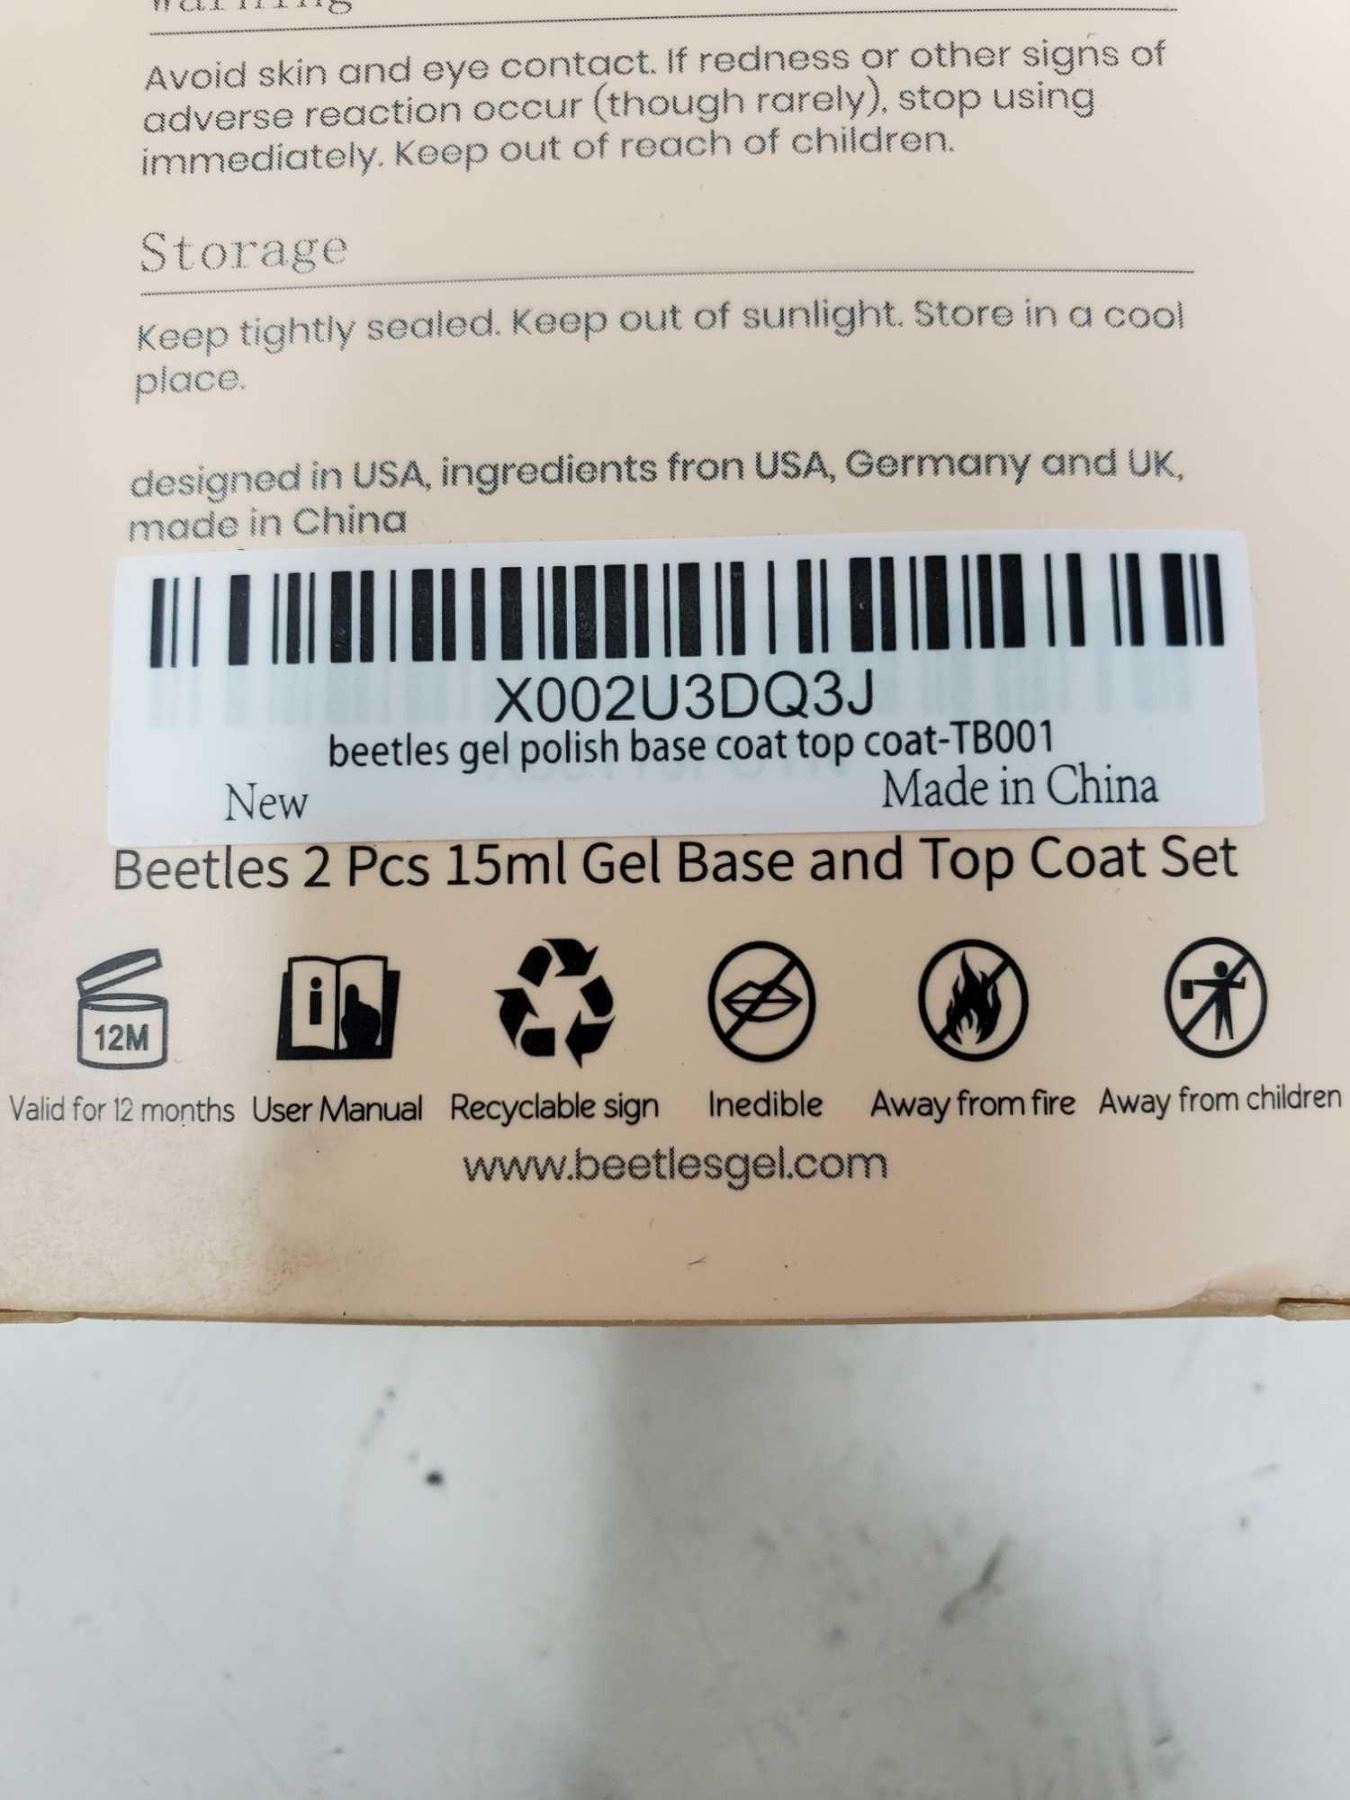 Warning
Avoid skin and eye contact. If redness or other signs of
adverse reaction occur (though rarely), stop using
immediately. Keep out of reach of children.
Storage
Keep tightly sealed. Keep out of sunlight. Store in a cool
place.
designed in USA, ingredients fron USA, Germany and UK,
made in China
X002U3DQ3J
beetles gel polish base coat top coat-TB001
New Made in China
Beetles 2 Pcs 15ml Gel Base and Top Coat Set
12M
i
Valid for 12 months User Manual Recyclable sign Inedible Away from fire Away from children
www.beetlesgel.com